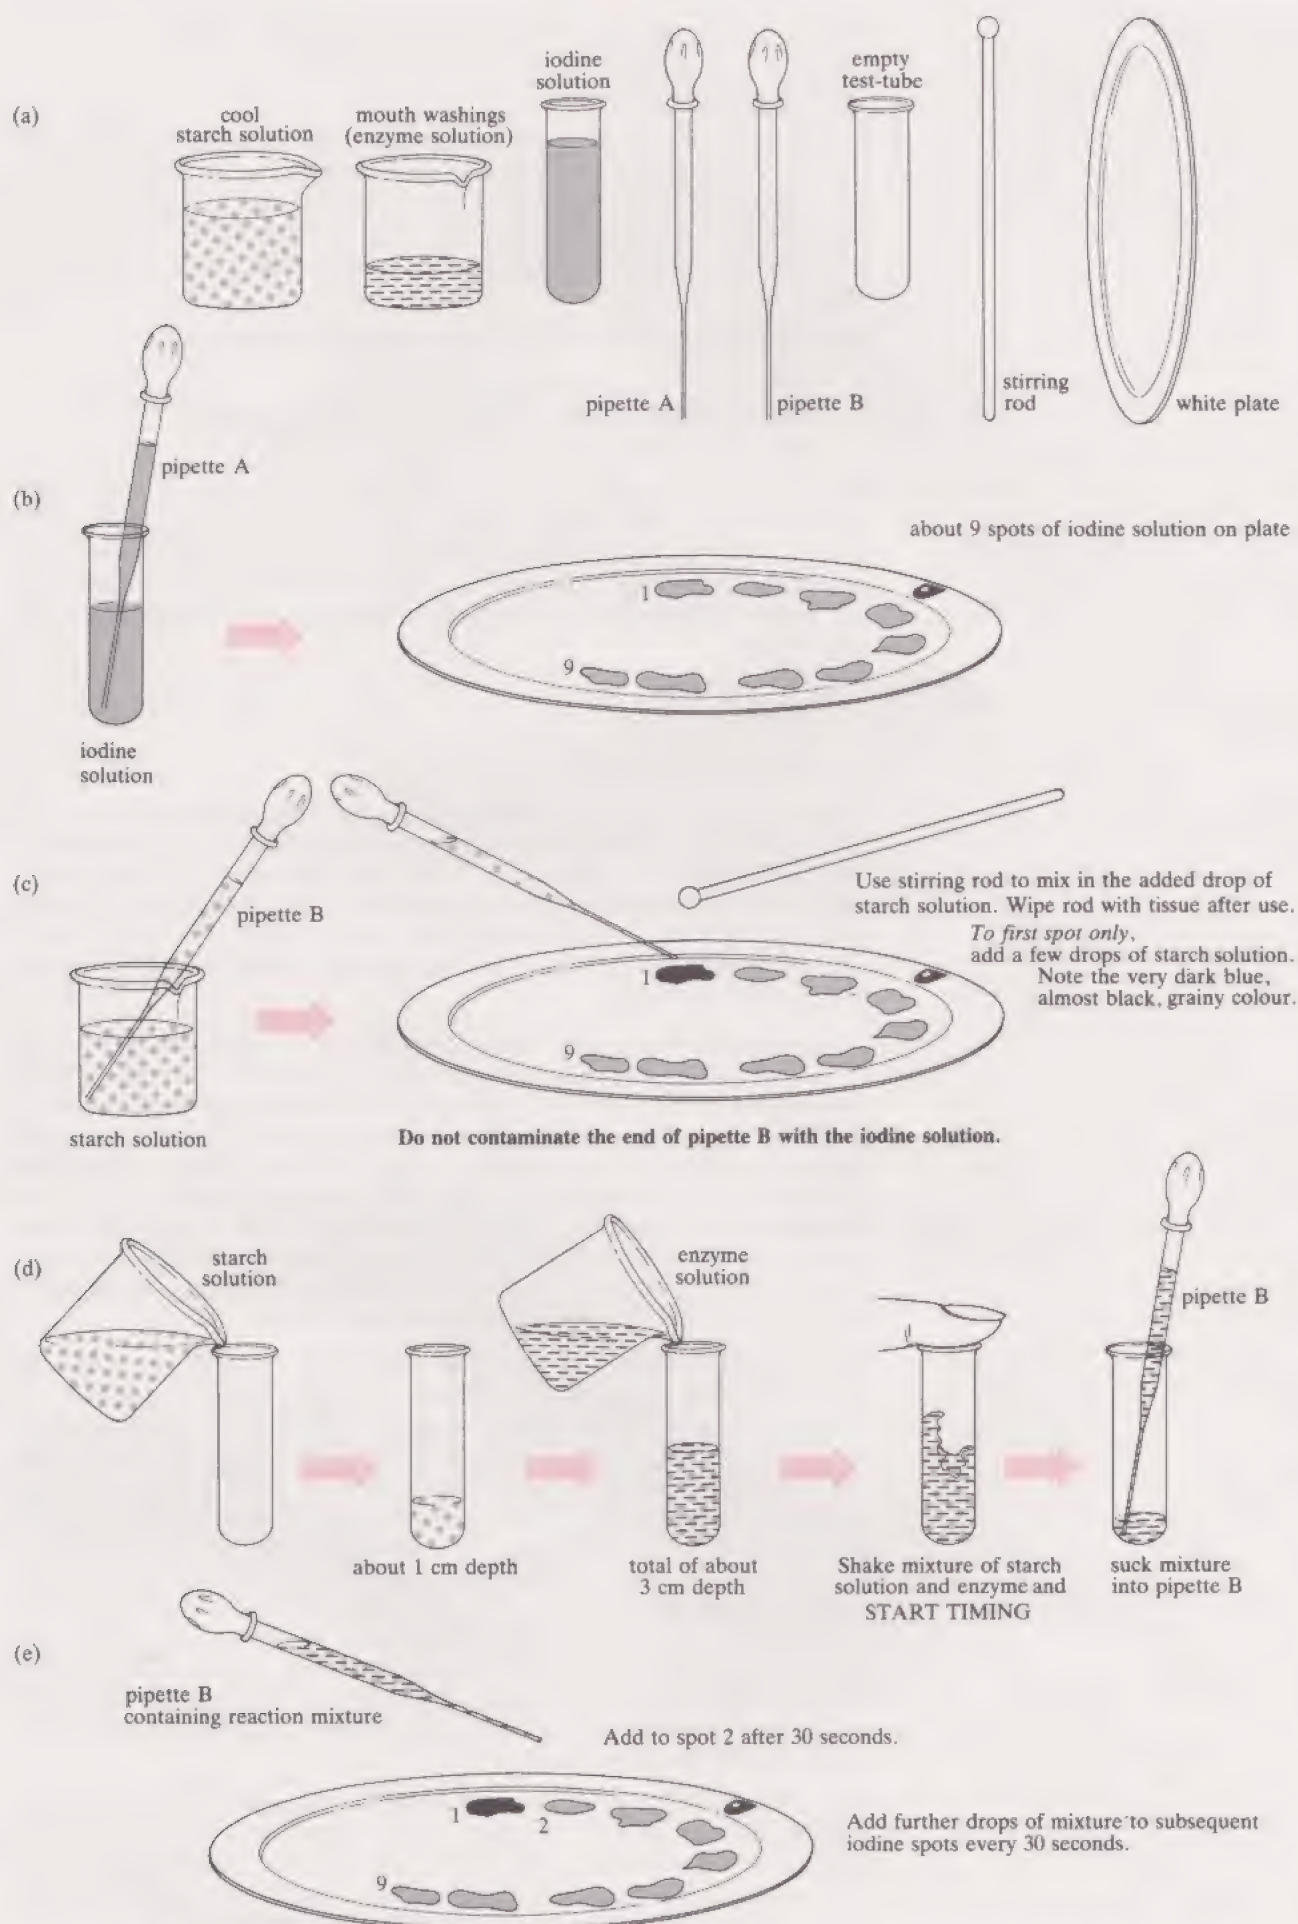 (a)
cool
starch solution
mouth washings
(enzyme solution)
iodine
solution
pipette A
pipette B
empty
test-tube
stirring
rod
white plate
(b)
pipette A
iodine
solution
about 9 spots of iodine solution on plate
1
9
(c)
pipette B
starch solution
Use stirring rod to mix in the added drop of
starch solution. Wipe rod with tissue after use.
To first spot only,
add a few drops of starch solution.
Note the very dark blue,
almost black, grainy colour.
1
9
Do not contaminate the end of pipette B with the iodine solution.
(d)
starch
solution
about 1 cm depth
enzyme
solution
total of about
3 cm depth
Shake mixture of starch
solution and enzyme and
START TIMING
pipette B
suck mixture
into pipette B
(e)
pipette B
containing reaction mixture
Add to spot 2 after 30 seconds.
1
2
9
Add further drops of mixture to subsequent
iodine spots every 30 seconds.